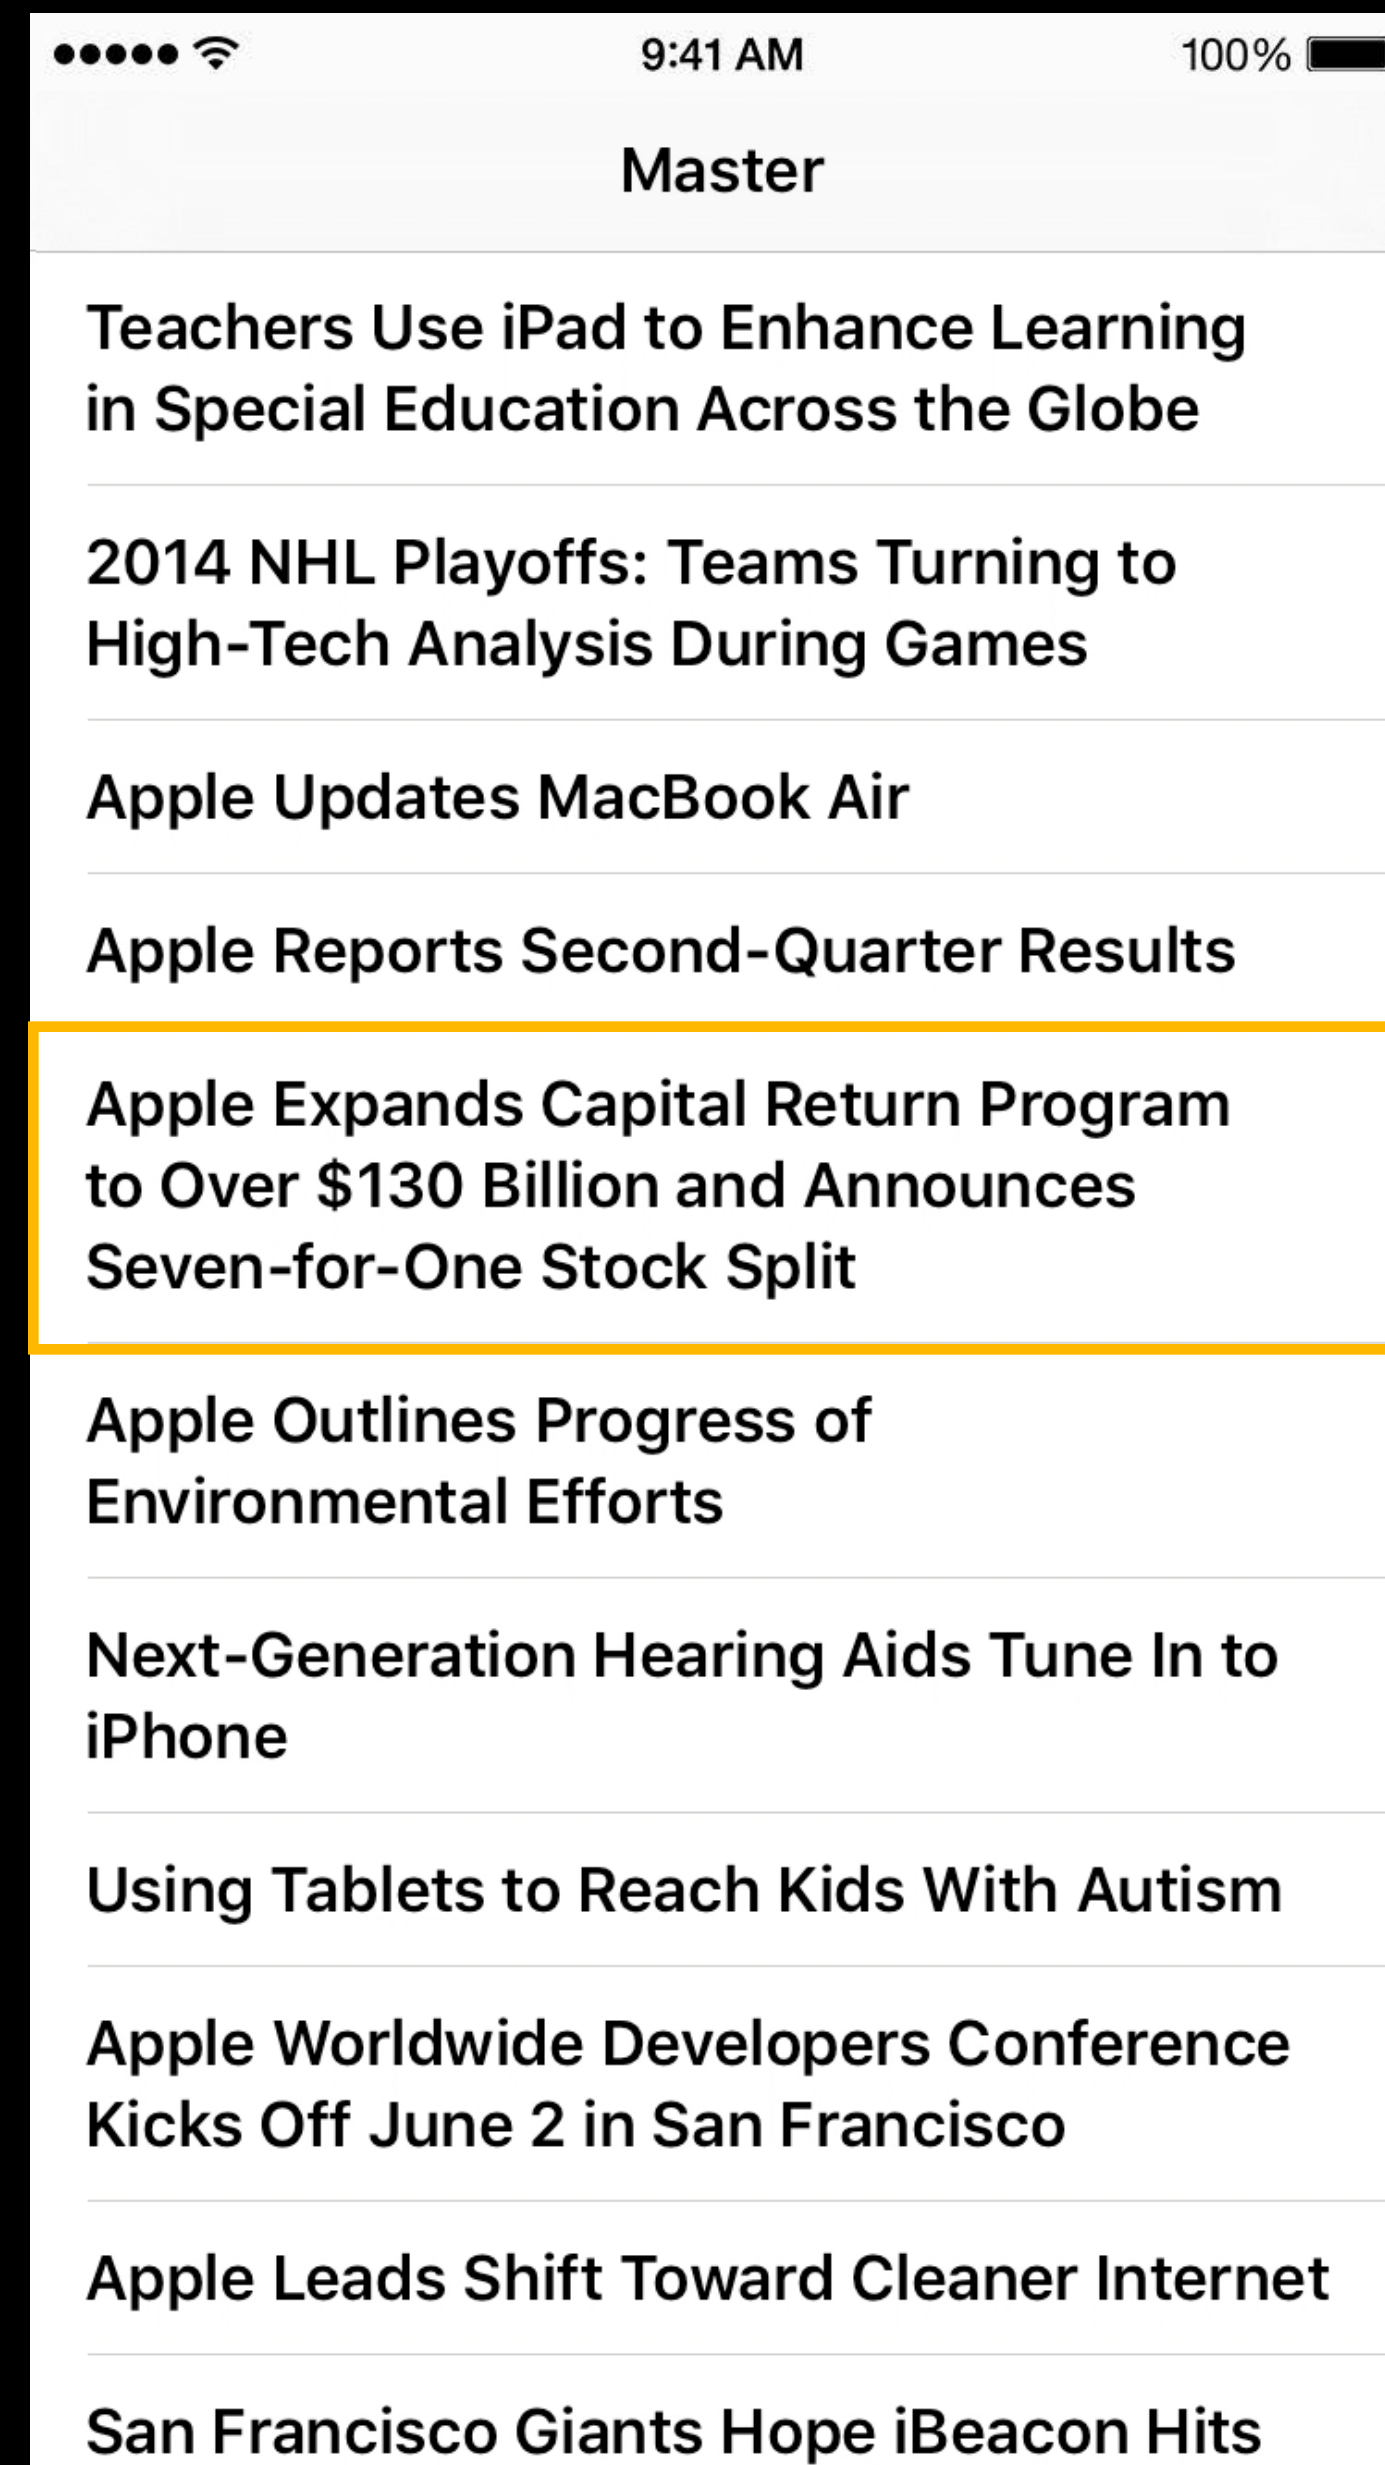 9:41 AM
100%
Master
Teachers Use iPad to Enhance Learning
in Special Education Across the Globe
2014 NHL Playoffs: Teams Turning to
High-Tech Analysis During Games
Apple Updates MacBook Air
Apple Reports Second-Quarter Results
Apple Expands Capital Return Program
to Over $130 Billion and Announces
Seven-for-One Stock Split
Apple Outlines Progress of
Environmental Efforts
Next-Generation Hearing Aids Tune In to
iPhone
Using Tablets to Reach Kids With Autism
Apple Worldwide Developers Conference
Kicks Off June 2 in San Francisco
Apple Leads Shift Toward Cleaner Internet
San Francisco Giants Hope iBeacon Hits